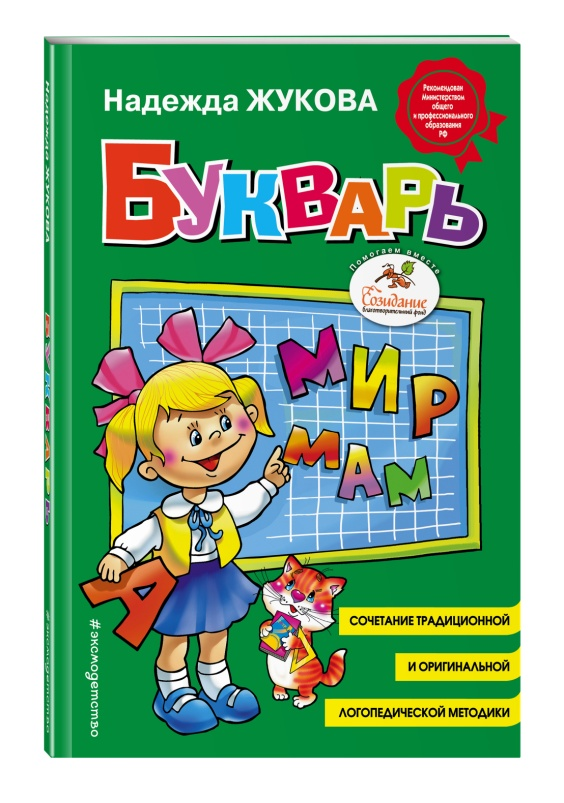 Надежда ЖУКОВА
Рекомендован
Министерством
общего
и профессионального
образования
РФ
БУКВАРЬ
Помогаем вместе
Созидание
благотворительный фонд
МИР
МАМ
А
СОЧЕТАНИЕ ТРАДИЦИОННОЙ
И ОРИГИНАЛЬНОЙ
ЛОГОПЕДИЧЕСКОЙ МЕТОДИКИ
#эксмодетство
Надежда ЖУКОВА
БУКВАРЬ
#эксмодетство